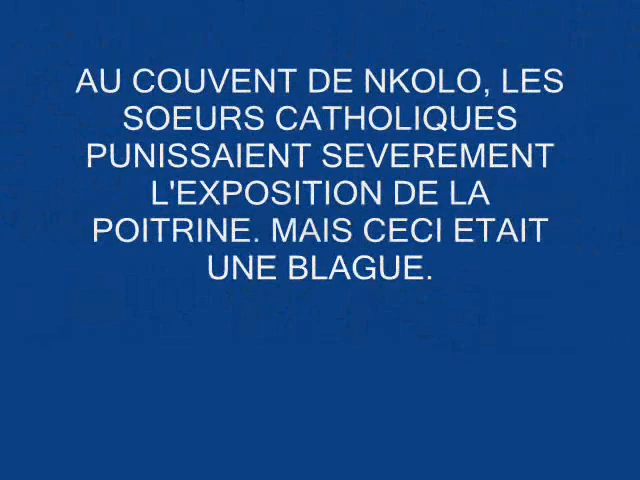 AU COUVENT DE NKOLO, LES
SOEURS CATHOLIQUES
PUNISSAIENT SEVEREMENT
L'EXPOSITION DE LA
POITRINE. MAIS CECI ETAIT
UNE BLAGUE.